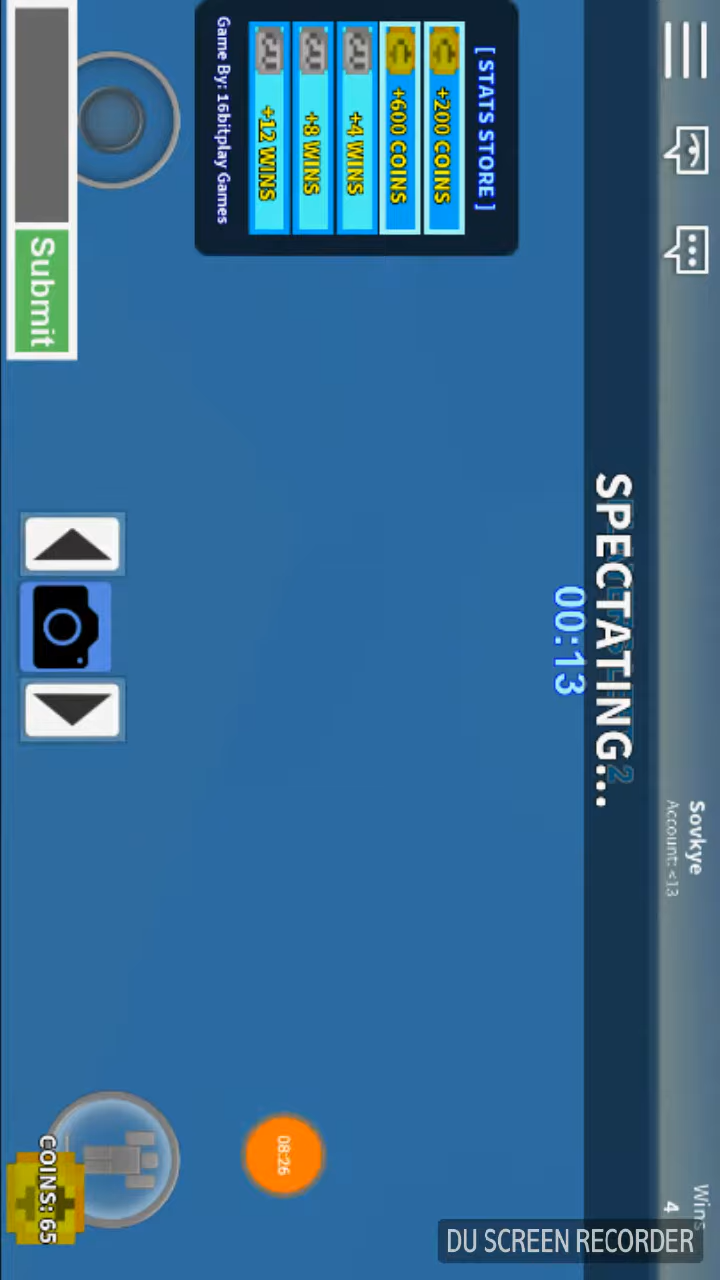 Sovkye
Account: <13
Wins
4
SPECTATING...
00:13
[ STATS STORE ]
+200 COINS
+600 COINS
+4 WINS
+8 WINS
+12 WINS
Game By: 16bitplay Games
08:26
Submit
COINS: 65
DU SCREEN RECORDER